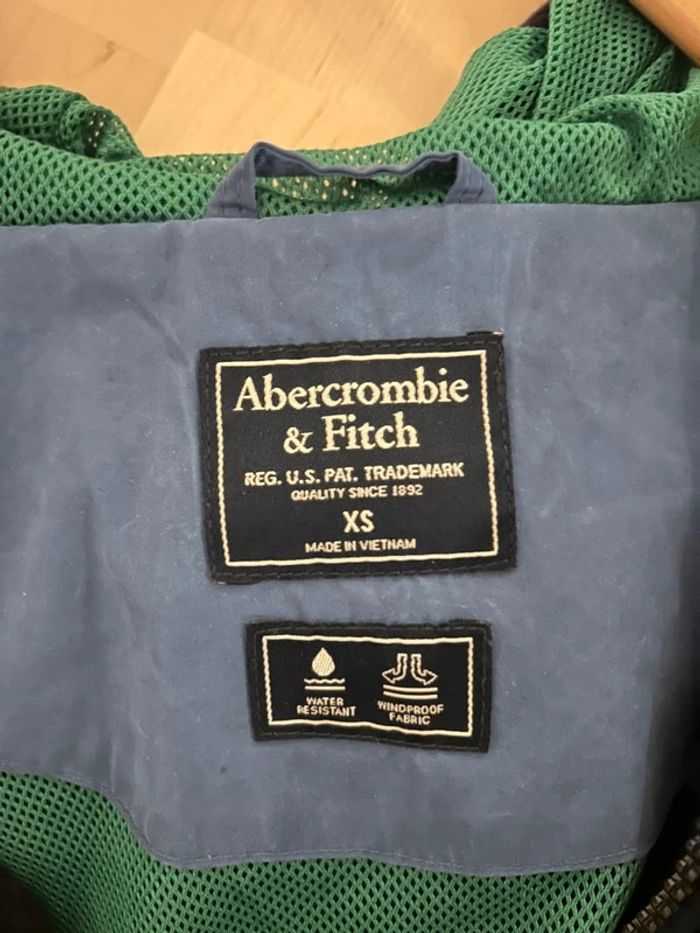 Abercrombie
& Fitch
REG. U.S. PAT. TRADEMARK
QUALITY SINCE 1892
XS
MADE IN VIETNAM
WATER
RESISTANT
WINDPROOF
FABRIC